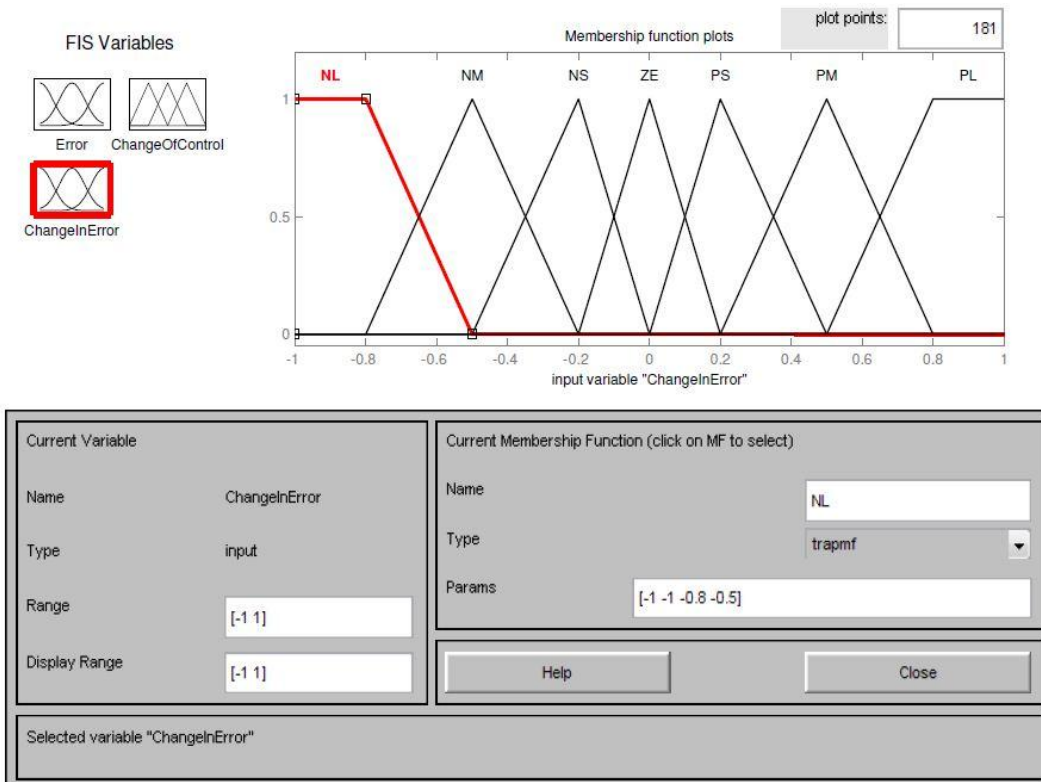 plot points:
181
FIS Variables
Membership function plots
NL
NM
NS
ZE
PS
PM
PL
1
0.5
0
Error
ChangeOfControl
ChangeInError
-1
-0.8
-0.6
-0.4
-0.2
0
0.2
0.4
0.6
0.8
1
input variable "ChangeInError"
Current Variable
Name
ChangeInError
Type
input
Range
[-1 1]
Display Range
[-1 1]
Current Membership Function (click on MF to select)
Name
NL
Type
trapmf
Params
[-1 -1 -0.8 -0.5]
Help
Close
Selected variable "ChangeInError"